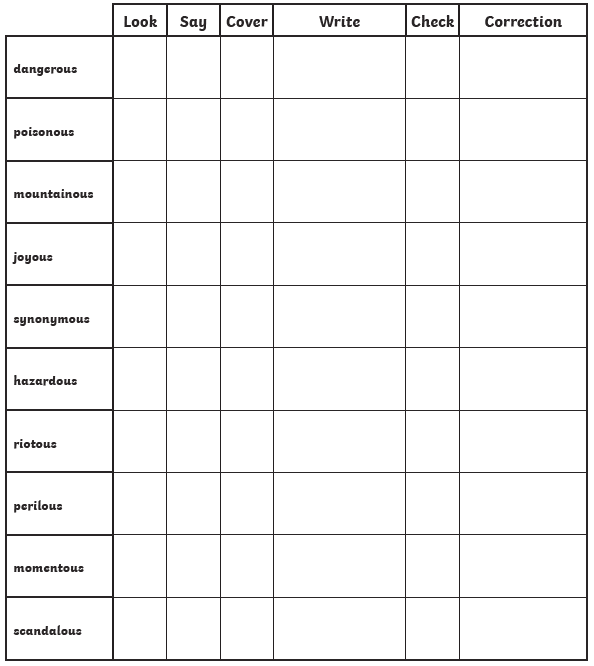 Look Say Cover Write Check Correction
dangerous
poisonous
mountainous
joyous
synonymous
hazardous
riotous
perilous
momentous
scandalous